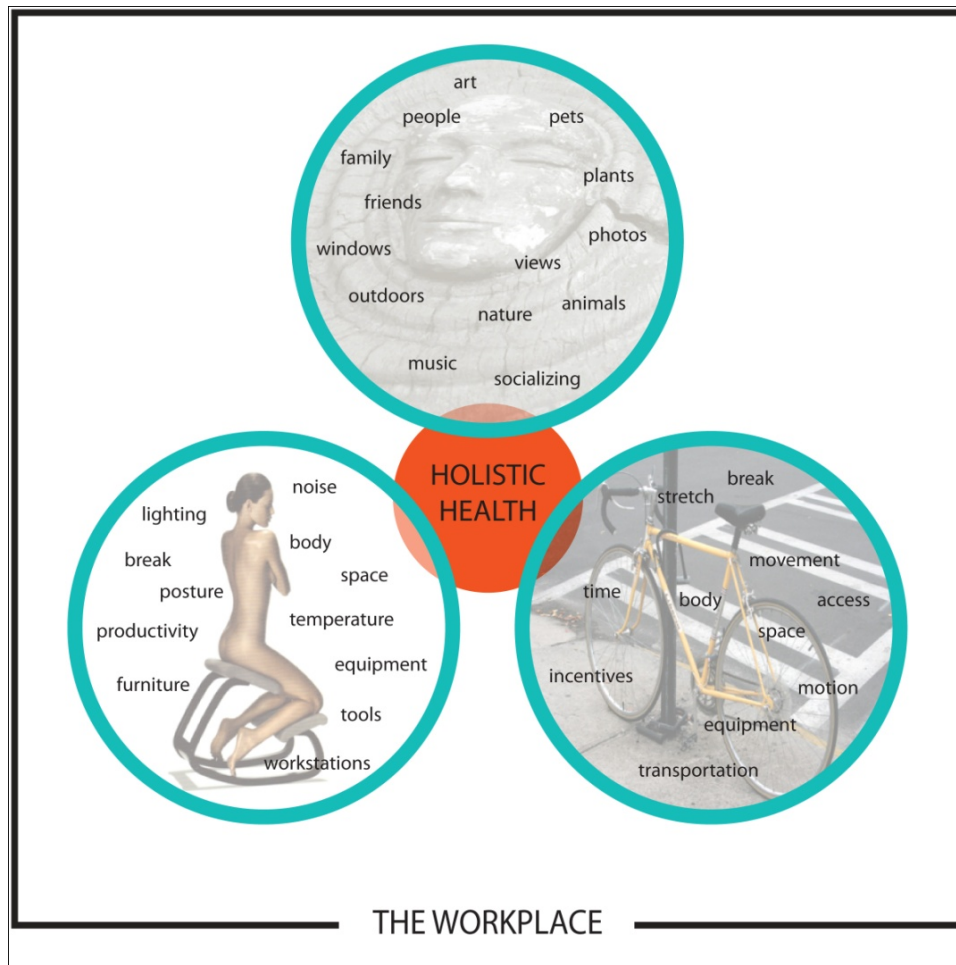 art
people
pets
family
plants
friends
photos
windows
views
outdoors
animals
nature
music
socializing
HOLISTIC
HEALTH
noise
lighting
body
break
space
posture
temperature
productivity
equipment
furniture
tools
workstations
break
stretch
movement
time
body
access
space
incentives
motion
equipment
transportation
THE WORKPLACE